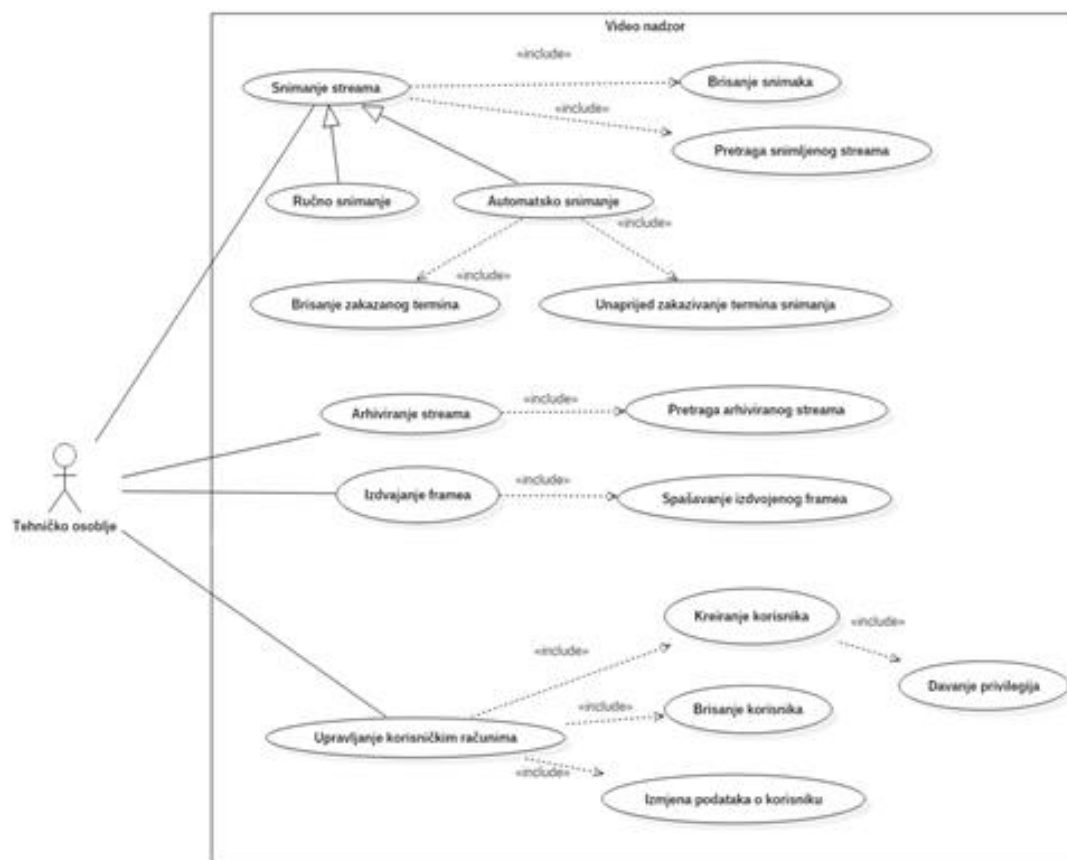 Video nadzor
«include»
Snimanje streama
Brisanje snimaka
«include»
Pretraga snimljenog streama
Ručno snimanje
Automatsko snimanje
«include»
«include»
Brisanje zakazanog termina
Unaprijed zakazivanje termina snimanja
Arhiviranje streama
«include»
Pretraga arhiviranog streama
Izdvajanje framea
«include»
Spašavanje izdvojenog framea
Tehničko osoblje
Kreiranje korisnika
«include»
«include»
Davanje privilegija
«include»
Brisanje korisnika
Upravljanje korisničkim računima
«include»
Izmjena podataka o korisniku